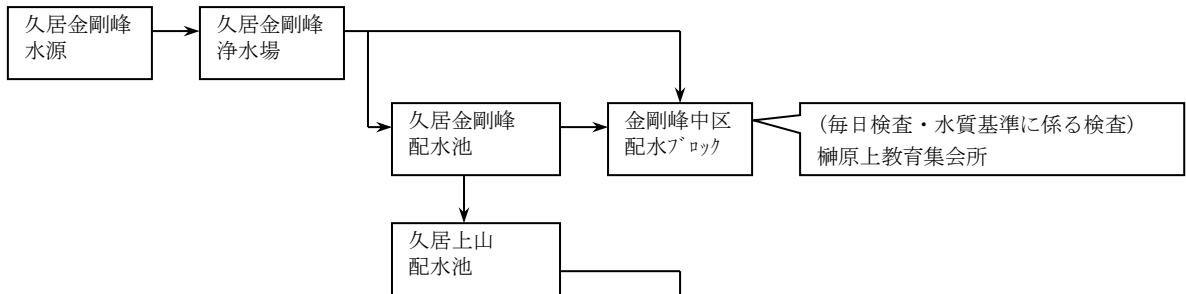 久居金剛峰
水源
久居金剛峰
浄水場
久居金剛峰
配水池
金剛峰中区
配水ﾌﾞﾛｯｸ
(毎日検査・水質基準に係る検査)
榊原上教育集会所
久居上山
配水池